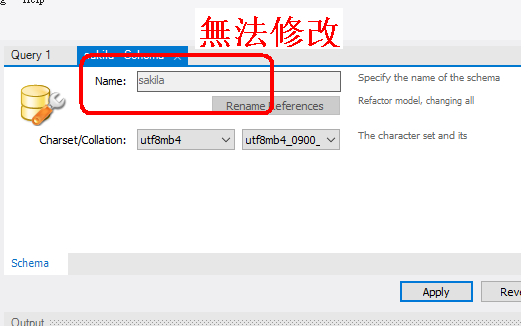 Help
無法修改
Query 1
sakila - Schema
Name:
sakila
Specify the name of the schema
Rename References
Refactor model, changing all
Charset/Collation:
utf8mb4
utf8mb4_0900_
The character set and its
Schema
Apply
Reve
Output